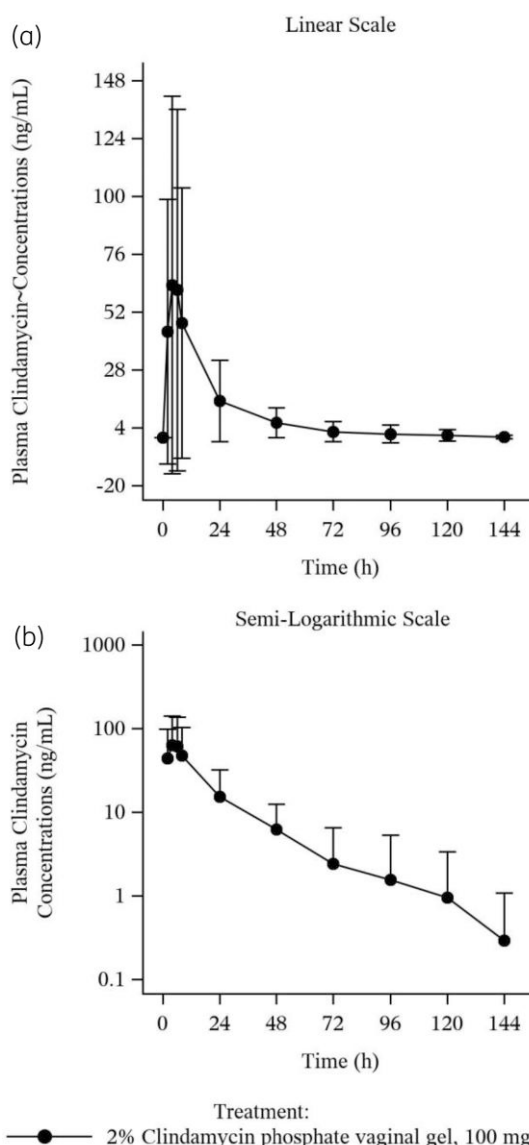 (a)
Linear Scale
Plasma Clindamycin~Concentrations (ng/mL)
148
124
100
76
52
28
4
-20
0 24 48 72 96 120 144
Time (h)
(b)
Semi-Logarithmic Scale
Plasma Clindamycin
Concentrations (ng/mL)
1000
100
10
1
0.1
0 24 48 72 96 120 144
Time (h)
Treatment:
2% Clindamycin phosphate vaginal gel, 100 mg